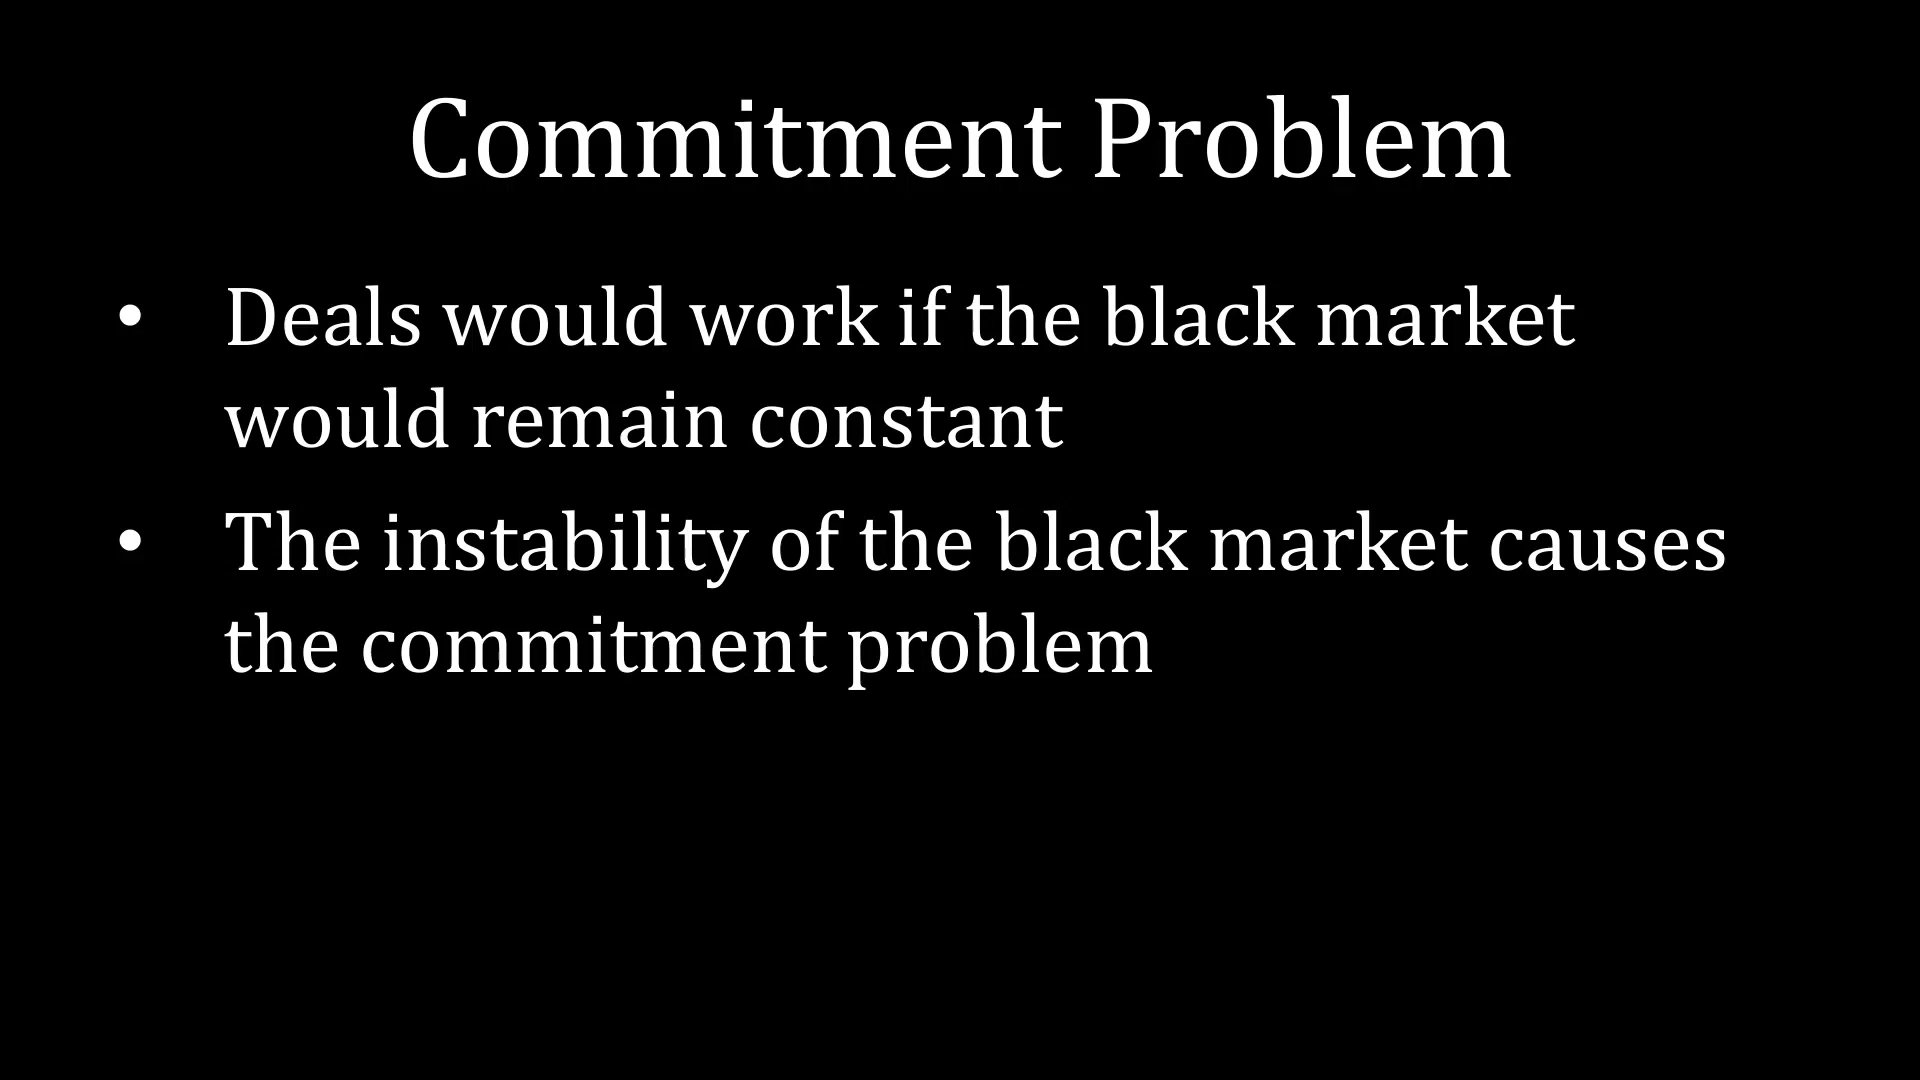 Commitment Problem
• Deals would work if the black market
would remain constant
• The instability of the black market causes
the commitment problem